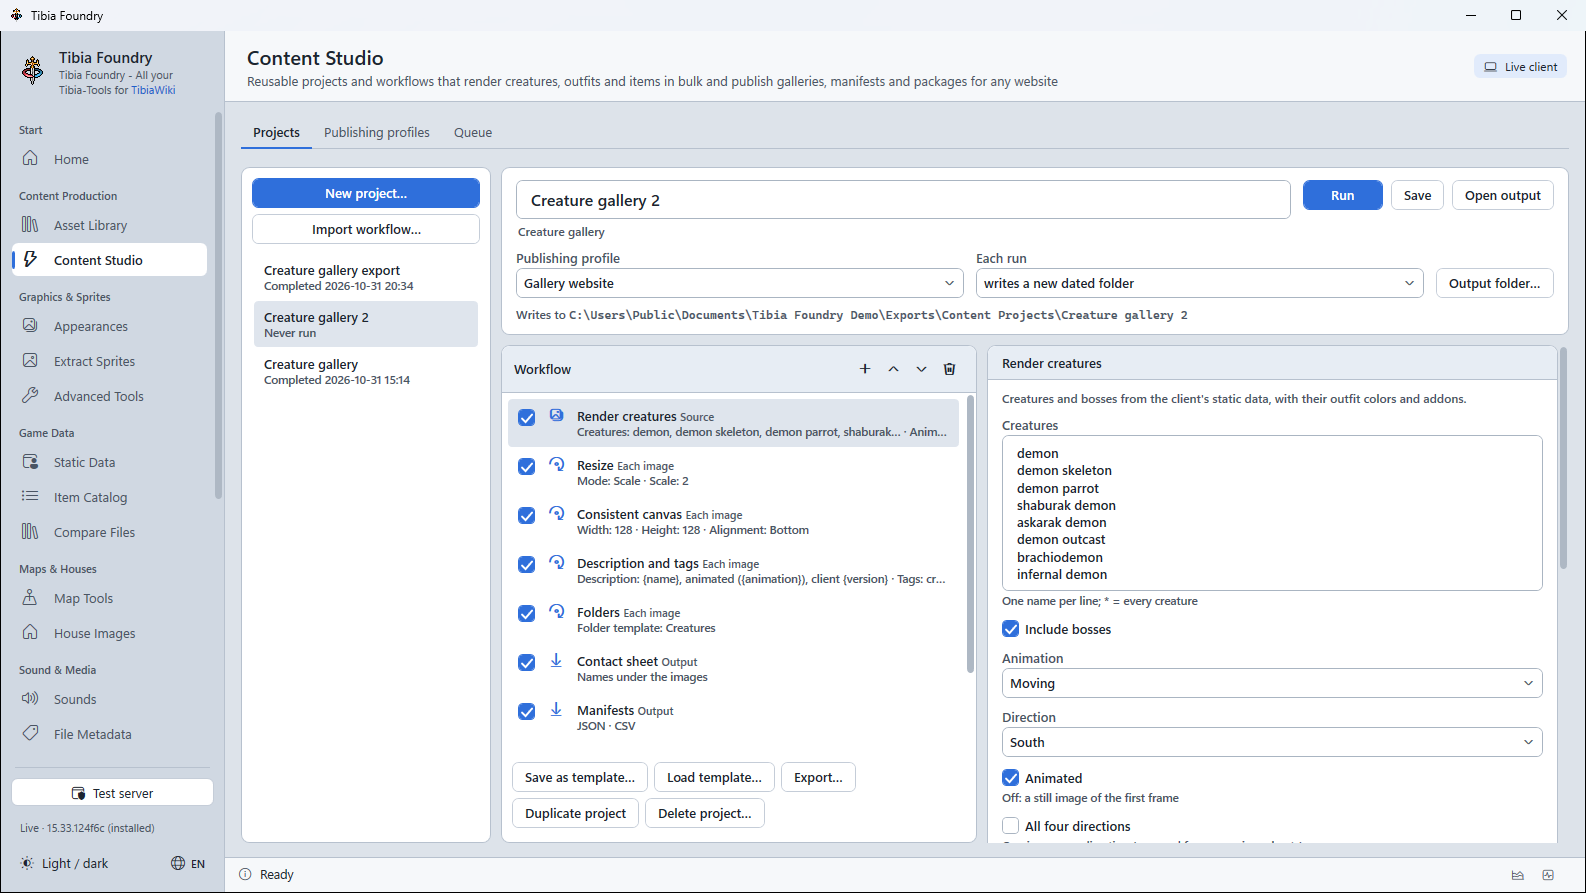 Tibia Foundry
Tibia Foundry
Tibia Foundry - All your
Tibia-Tools for TibiaWiki
Start
Home
Content Production
Asset Library
Content Studio
Graphics & Sprites
Appearances
Extract Sprites
Advanced Tools
Game Data
Static Data
Item Catalog
Compare Files
Maps & Houses
Map Tools
House Images
Sound & Media
Sounds
File Metadata
Test server
Live · 15.33.124f6c (installed)
Light / dark
EN
Content Studio
Reusable projects and workflows that render creatures, outfits and items in bulk and publish galleries, manifests and packages for any website
Live client
Projects
Publishing profiles
Queue
New project...
Import workflow...
Creature gallery export
Completed 2026-10-31 20:34
Creature gallery 2
Never run
Creature gallery
Completed 2026-10-31 15:14
Creature gallery 2
Run
Save
Open output
Creature gallery
Publishing profile
Each run
Gallery website
writes a new dated folder
Output folder...
Writes to C:\Users\Public\Documents\Tibia Foundry Demo\Exports\Content Projects\Creature gallery 2
Workflow
Render creatures Source
Creatures: demon, demon skeleton, demon parrot, shaburak... · Anim...
Resize Each image
Mode: Scale · Scale: 2
Consistent canvas Each image
Width: 128 · Height: 128 · Alignment: Bottom
Description and tags Each image
Description: {name}, animated ({animation}), client {version} · Tags: cr...
Folders Each image
Folder template: Creatures
Contact sheet Output
Names under the images
Manifests Output
JSON · CSV
Save as template...
Load template...
Export...
Duplicate project
Delete project...
Render creatures
Creatures and bosses from the client's static data, with their outfit colors and addons.
Creatures
demon
demon skeleton
demon parrot
shaburak demon
askarak demon
demon outcast
brachiodemon
infernal demon
One name per line; * = every creature
Include bosses
Animation
Moving
Direction
South
Animated
Off: a still image of the first frame
All four directions
Ready